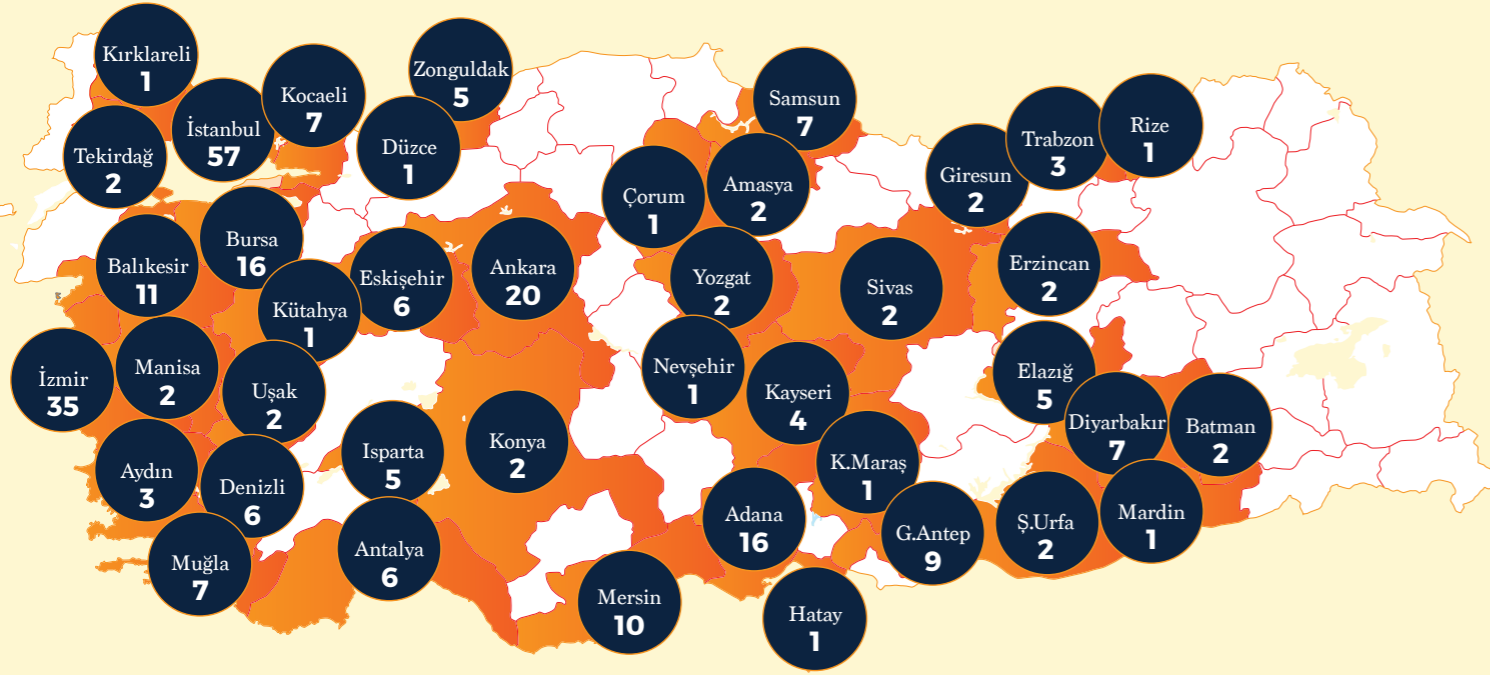 Kırklareli
1
İstanbul
57
Kocaeli
7
Zonguldak
5
Tekirdağ
2
Düzce
1
Samsun
7
Çorum
1
Amasya
2
Giresun
2
Trabzon
3
Rize
1
Balıkesir
11
Bursa
16
Kütahya
1
Eskişehir
6
Ankara
20
Yozgat
2
Sivas
2
Erzincan
2
İzmir
35
Manisa
2
Uşak
2
Nevşehir
1
Kayseri
4
Elazığ
5
Diyarbakır
7
Batman
2
Aydın
3
Denizli
6
Isparta
5
Konya
2
K.Maraş
1
Muğla
7
Antalya
6
Adana
16
G.Antep
9
Ş.Urfa
2
Mardin
1
Mersin
10
Hatay
1